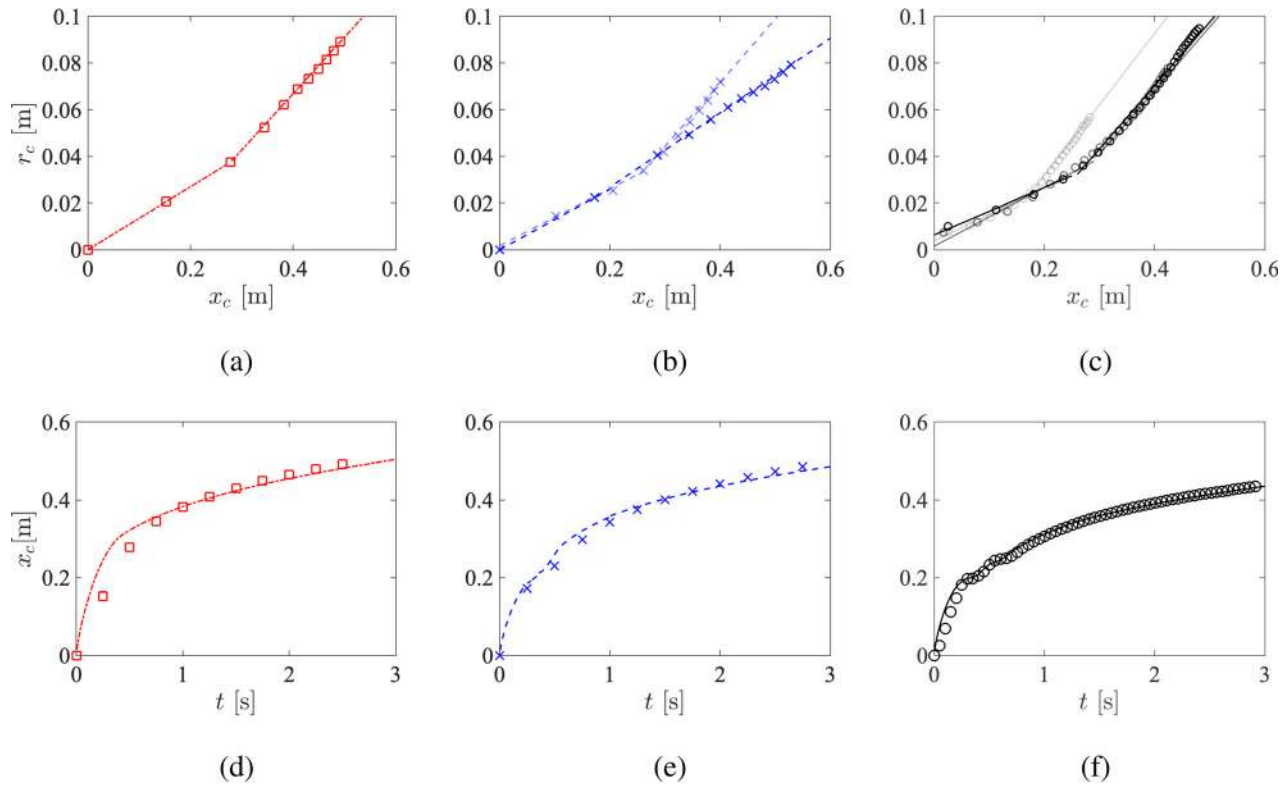 0.1 0.1 0.1
0.08 0.08 0.08
0.06 0.06 0.06
r_c [m] r_c [m] r_c [m]
0.04 0.04 0.04
0.02 0.02 0.02
0 0 0
0 0.2 0.4 0.6 0 0.2 0.4 0.6 0 0.2 0.4 0.6
x_c [m] x_c [m] x_c [m]
(a) (b) (c)
0.6 0.6 0.6
0.4 0.4 0.4
x_c [m] x_c [m] x_c [m]
0.2 0.2 0.2
0 0 0
0 1 2 3 0 1 2 3 0 1 2 3
t [s] t [s] t [s]
(d) (e) (f)